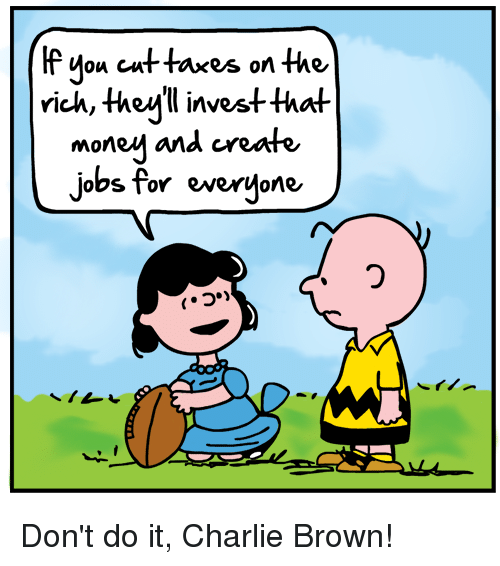 If you cut taxes on the
rich, they'll invest that
money and create
jobs for everyone
Don't do it, Charlie Brown!